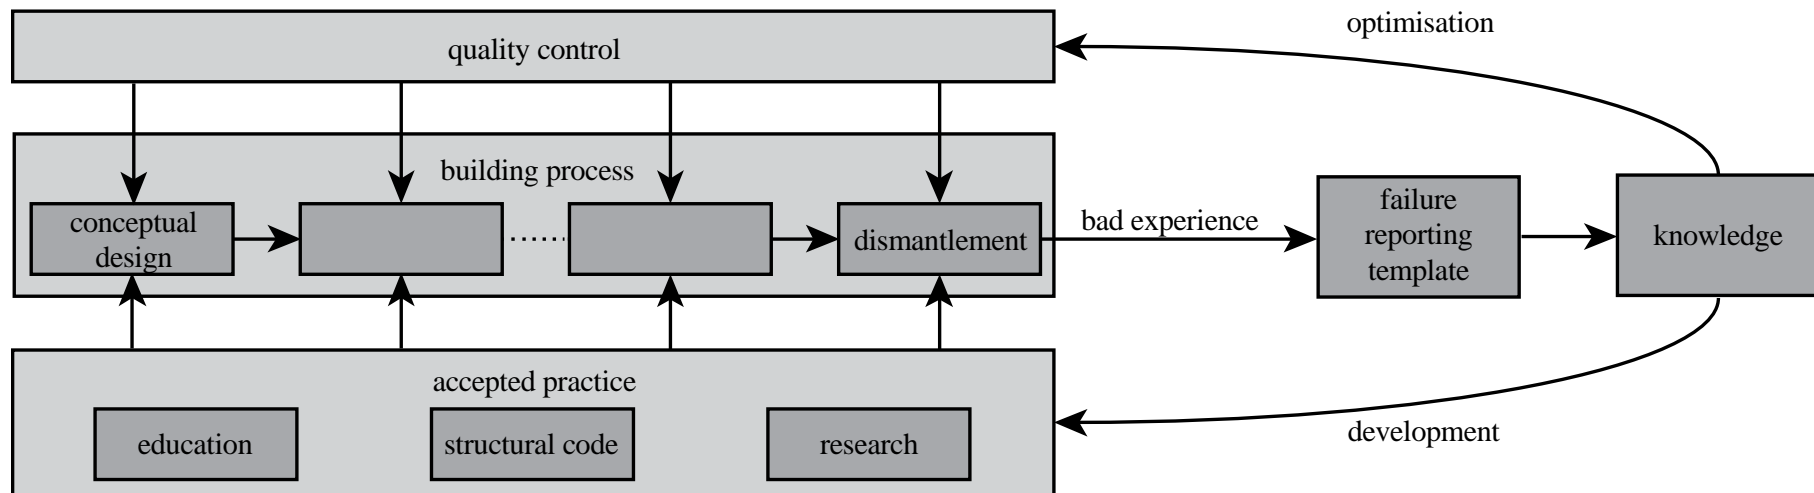 optimisation
quality control
building process
conceptual
design
dismantlement
bad experience
failure
reporting
template
knowledge
accepted practice
education
structural code
research
development